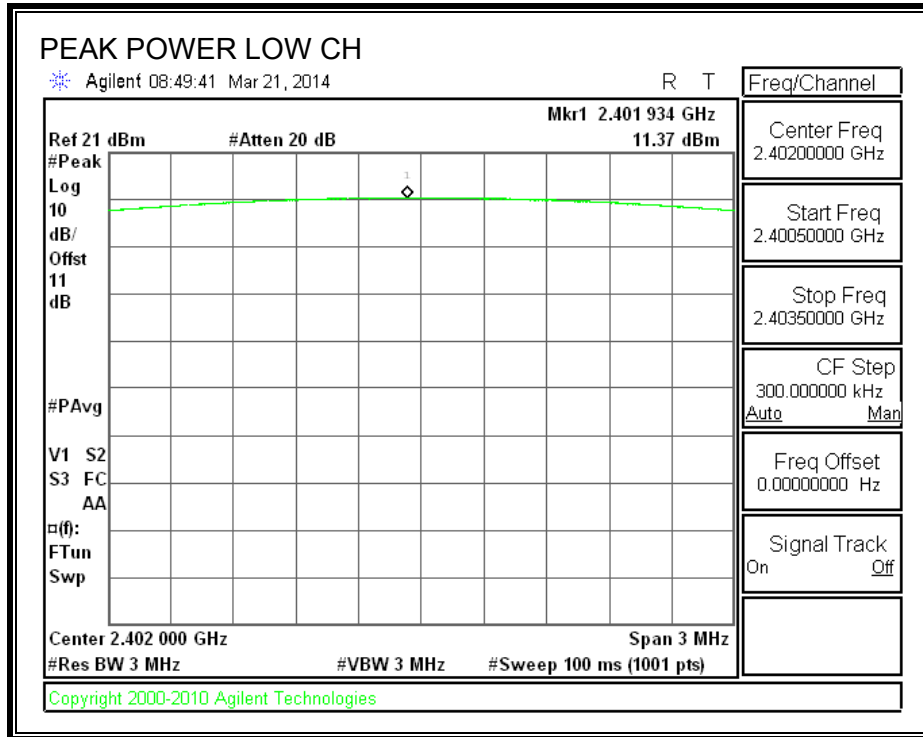 PEAK POWER LOW CH
Agilent 08:49:41 Mar 21, 2014 R T
Mkr1 2.401 934 GHz
Ref 21 dBm #Atten 20 dB 11.37 dBm
#Peak
Log
10
dB/
Offst
11
dB
1
#PAvg
V1 S2
S3 FC
AA
¤(f):
FTun
Swp
Center 2.402 000 GHz Span 3 MHz
#Res BW 3 MHz #VBW 3 MHz #Sweep 100 ms (1001 pts)
Copyright 2000-2010 Agilent Technologies
Freq/Channel
Center Freq
2.40200000 GHz
Start Freq
2.40050000 GHz
Stop Freq
2.40350000 GHz
CF Step
300.000000 kHz
Auto Man
Freq Offset
0.00000000 Hz
Signal Track
On Off